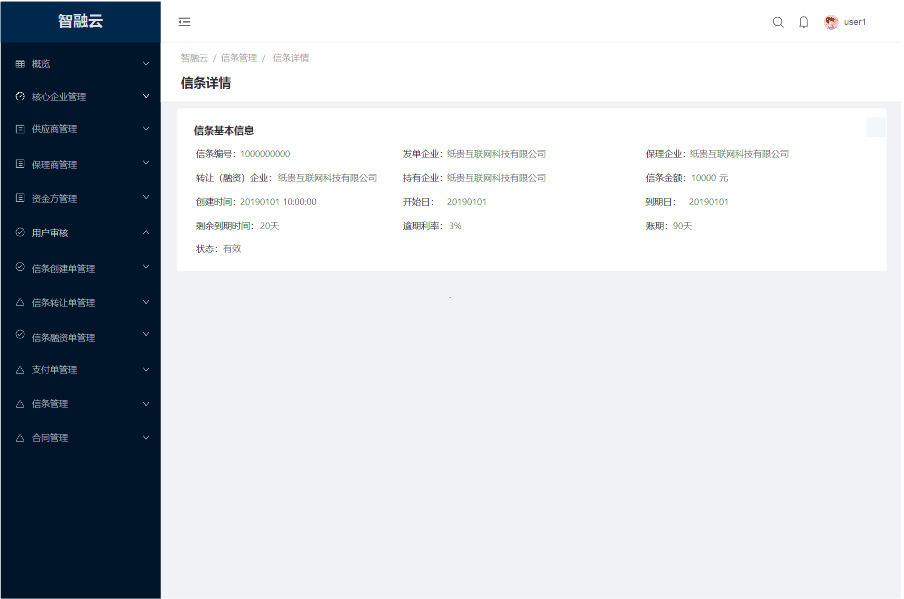 智融云
user1
智融云 / 信条管理 / 信条详情
信条详情
概览
核心企业管理
供应商管理
保理商管理
资金方管理
用户审核
信条创建单管理
信条转让单管理
信条融资单管理
支付单管理
信条管理
合同管理
信条基本信息
信条编号：1000000000 发单企业：纸贵互联网科技有限公司 保理企业：纸贵互联网科技有限公司
转让（融资）企业：纸贵互联网科技有限公司 持有企业：纸贵互联网科技有限公司 信条金额：10000 元
创建时间：20190101 10:00:00 开始日： 20190101 到期日： 20190101
剩余到期时间：20天 逾期利率：3% 账期：90天
状态：有效